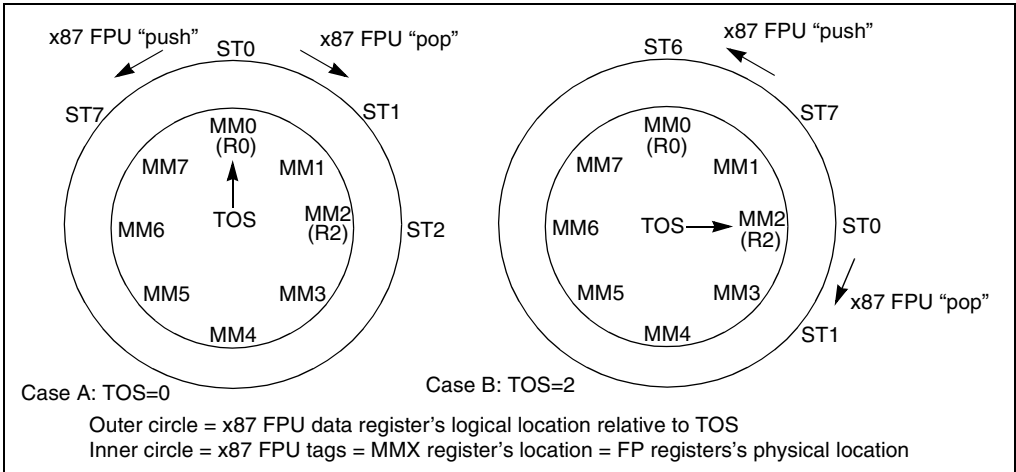 x87 FPU “push”
x87 FPU “pop”
ST0
ST7
ST1
MM0
(R0)
MM7
MM1
TOS
MM2
(R2)
MM6
ST2
MM5
MM3
MM4
Case A: TOS=0
x87 FPU “push”
ST6
ST7
MM0
(R0)
MM7
MM1
TOS
MM2
(R2)
MM6
ST0
MM5
MM3
x87 FPU “pop”
MM4
ST1
Case B: TOS=2
Outer circle = x87 FPU data register’s logical location relative to TOS
Inner circle = x87 FPU tags = MMX register’s location = FP registers’s physical location